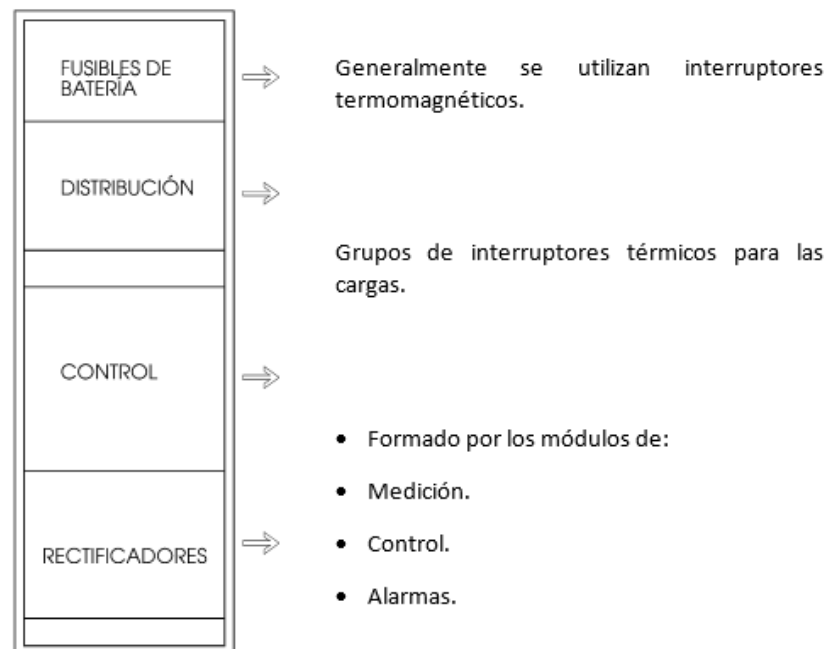 FUSIBLES DE
BATERÍA
Generalmente se utilizan interruptores
termomagnéticos.
DISTRIBUCIÓN
Grupos de interruptores térmicos para las
cargas.
CONTROL
• Formado por los módulos de:
• Medición.
• Control.
• Alarmas.
RECTIFICADORES